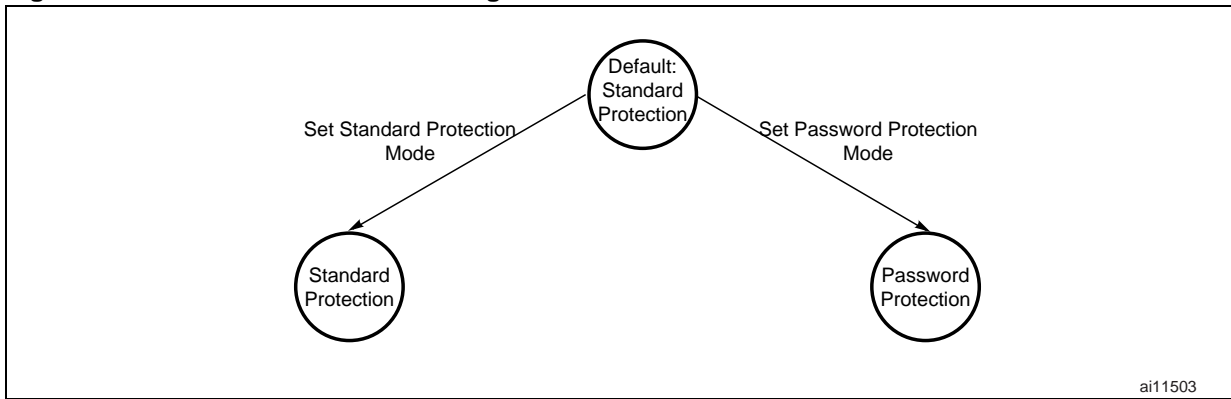 Default:
Standard
Protection
Set Standard Protection
Mode
Set Password Protection
Mode
Standard
Protection
Password
Protection
ai11503